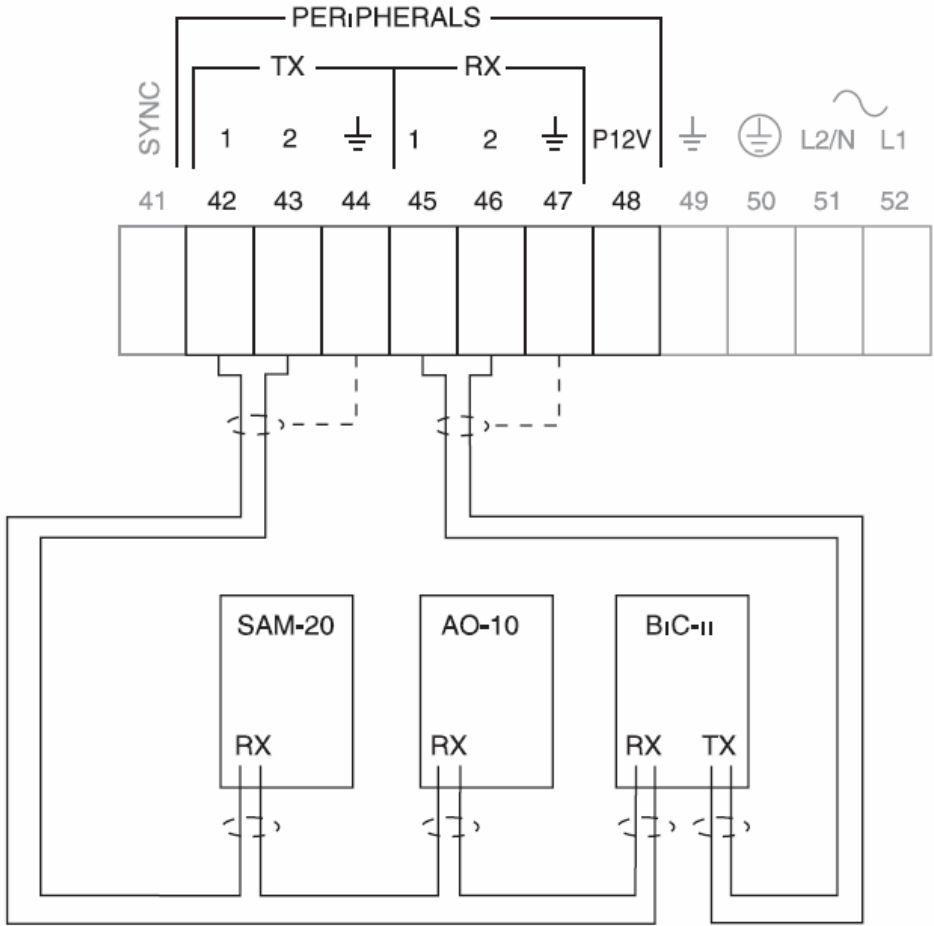 PERIPHERALS
TX RX
SYNC 1 2 1 2 P12V L2/N L1
41 42 43 44 45 46 47 48 49 50 51 52
SAM-20 AO-10 BIC-II
RX RX RX TX